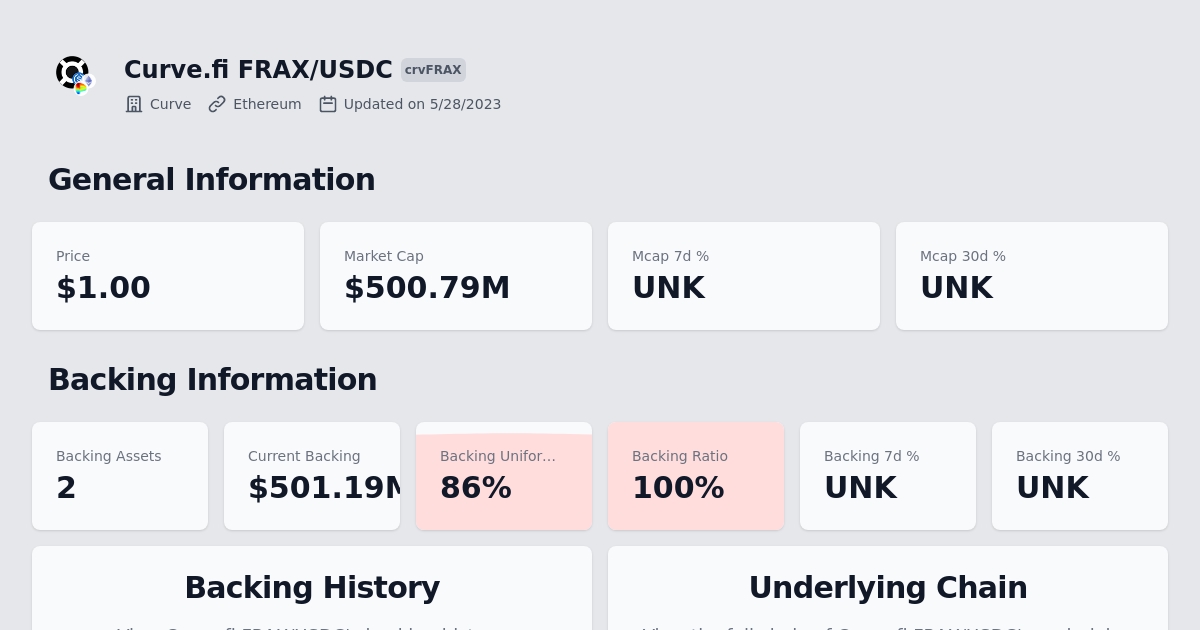 Curve.fi FRAX/USDC crvFRAX
Curve Ethereum Updated on 5/28/2023
General Information
Price
$1.00
Market Cap
$500.79M
Mcap 7d %
UNK
Mcap 30d %
UNK
Backing Information
Backing Assets
2
Current Backing
$501.19M
Backing Unifor...
86%
Backing Ratio
100%
Backing 7d %
UNK
Backing 30d %
UNK
Backing History
Underlying Chain